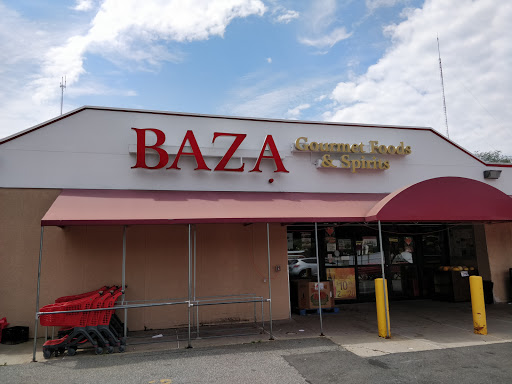 BAZA
Gourmet Foods
& Spirits